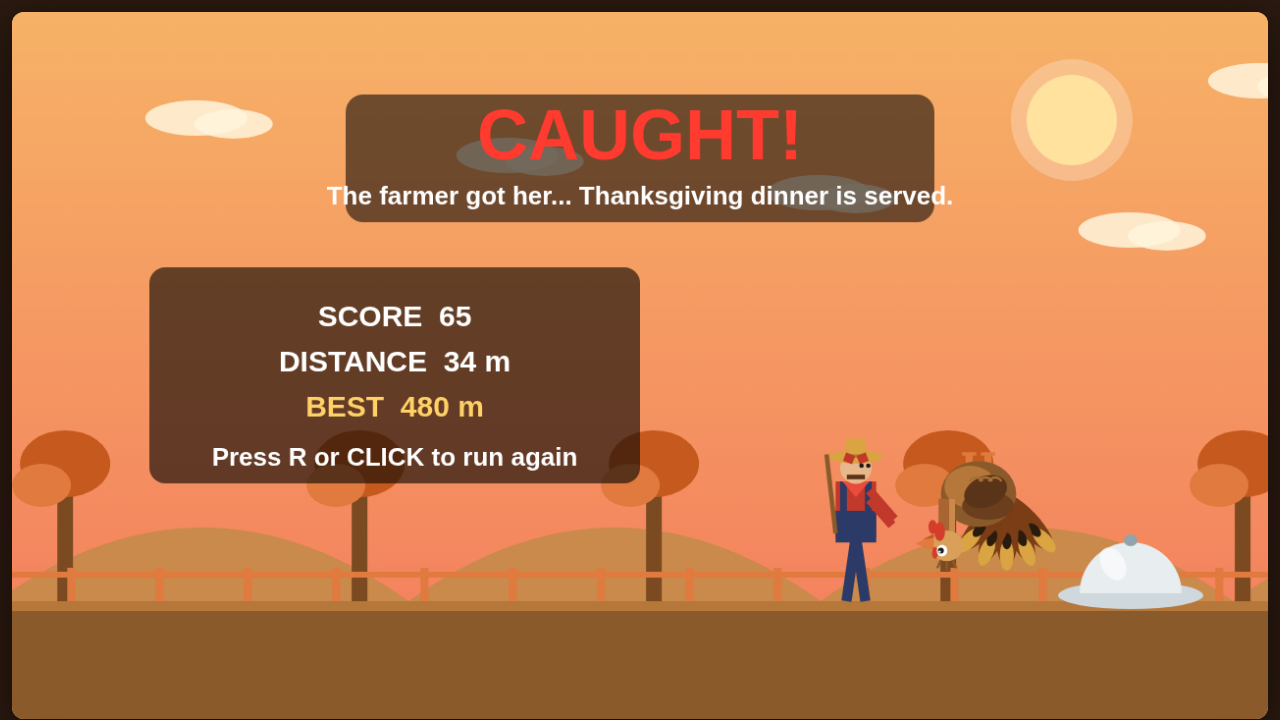 CAUGHT!
The farmer got her... Thanksgiving dinner is served.
SCORE 65
DISTANCE 34 m
BEST 480 m
Press R or CLICK to run again